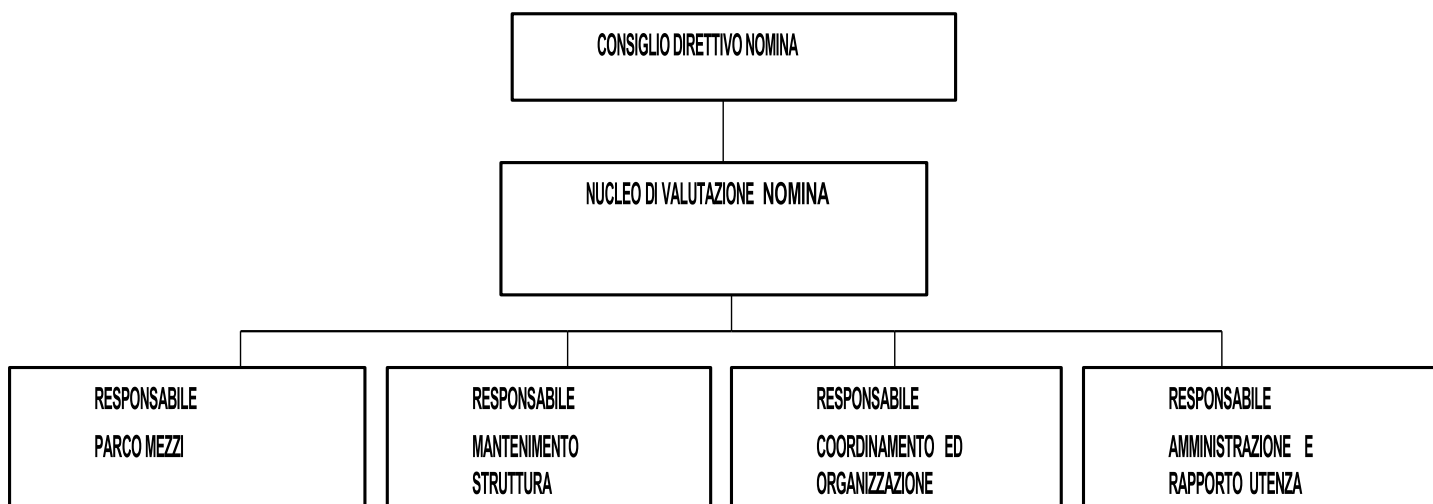 CONSIGLIO DIRETTIVO NOMINA
NUCLEO DI VALUTAZIONE NOMINA
RESPONSABILE
PARCO MEZZI
RESPONSABILE
MANTENIMENTO
STRUTTURA
RESPONSABILE
COORDINAMENTO ED
ORGANIZZAZIONE
RESPONSABILE
AMMINISTRAZIONE E
RAPPORTO UTENZA